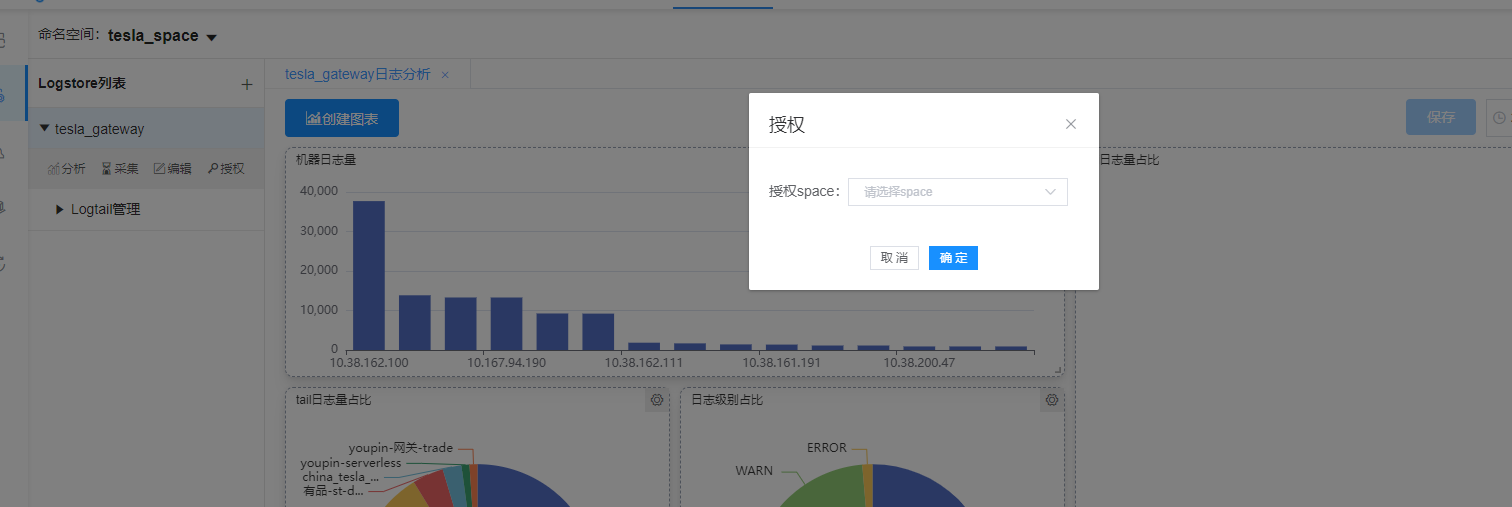 命名空间：tesla_space
Logstore列表
tesla_gateway
分析 采集 编辑 授权
Logtail管理
tesla_gateway日志分析
创建图表
保存
机器日志量
40,000
30,000
20,000
10,000
0
10.38.162.100 10.167.94.190 10.38.162.111 10.38.161.191 10.38.200.47
日志量占比
授权
授权space：
请选择space
取消 确定
tail日志量占比
youpin-网关-trade
youpin-serverless
china_tesla_...
有品-st-d...
日志级别占比
ERROR
WARN